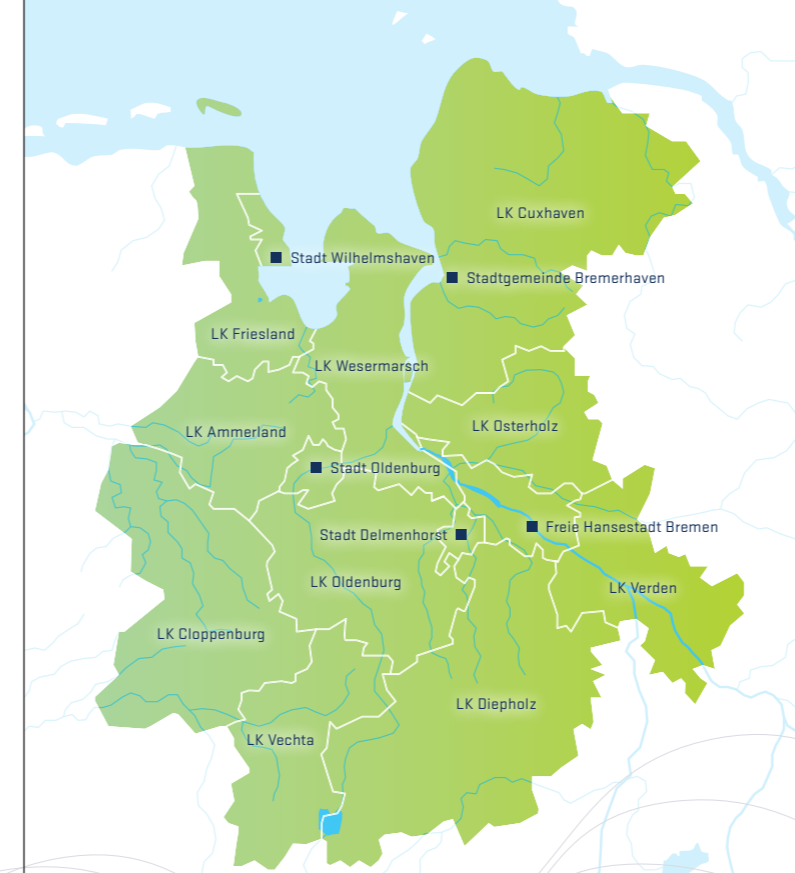 LK Cuxhaven
Stadt Wilhelmshaven
Stadtgemeinde Bremerhaven
LK Friesland
LK Wesermarsch
LK Osterholz
LK Ammerland
Stadt Oldenburg
Freie Hansestadt Bremen
Stadt Delmenhorst
LK Oldenburg
LK Verden
LK Cloppenburg
LK Diepholz
LK Vechta